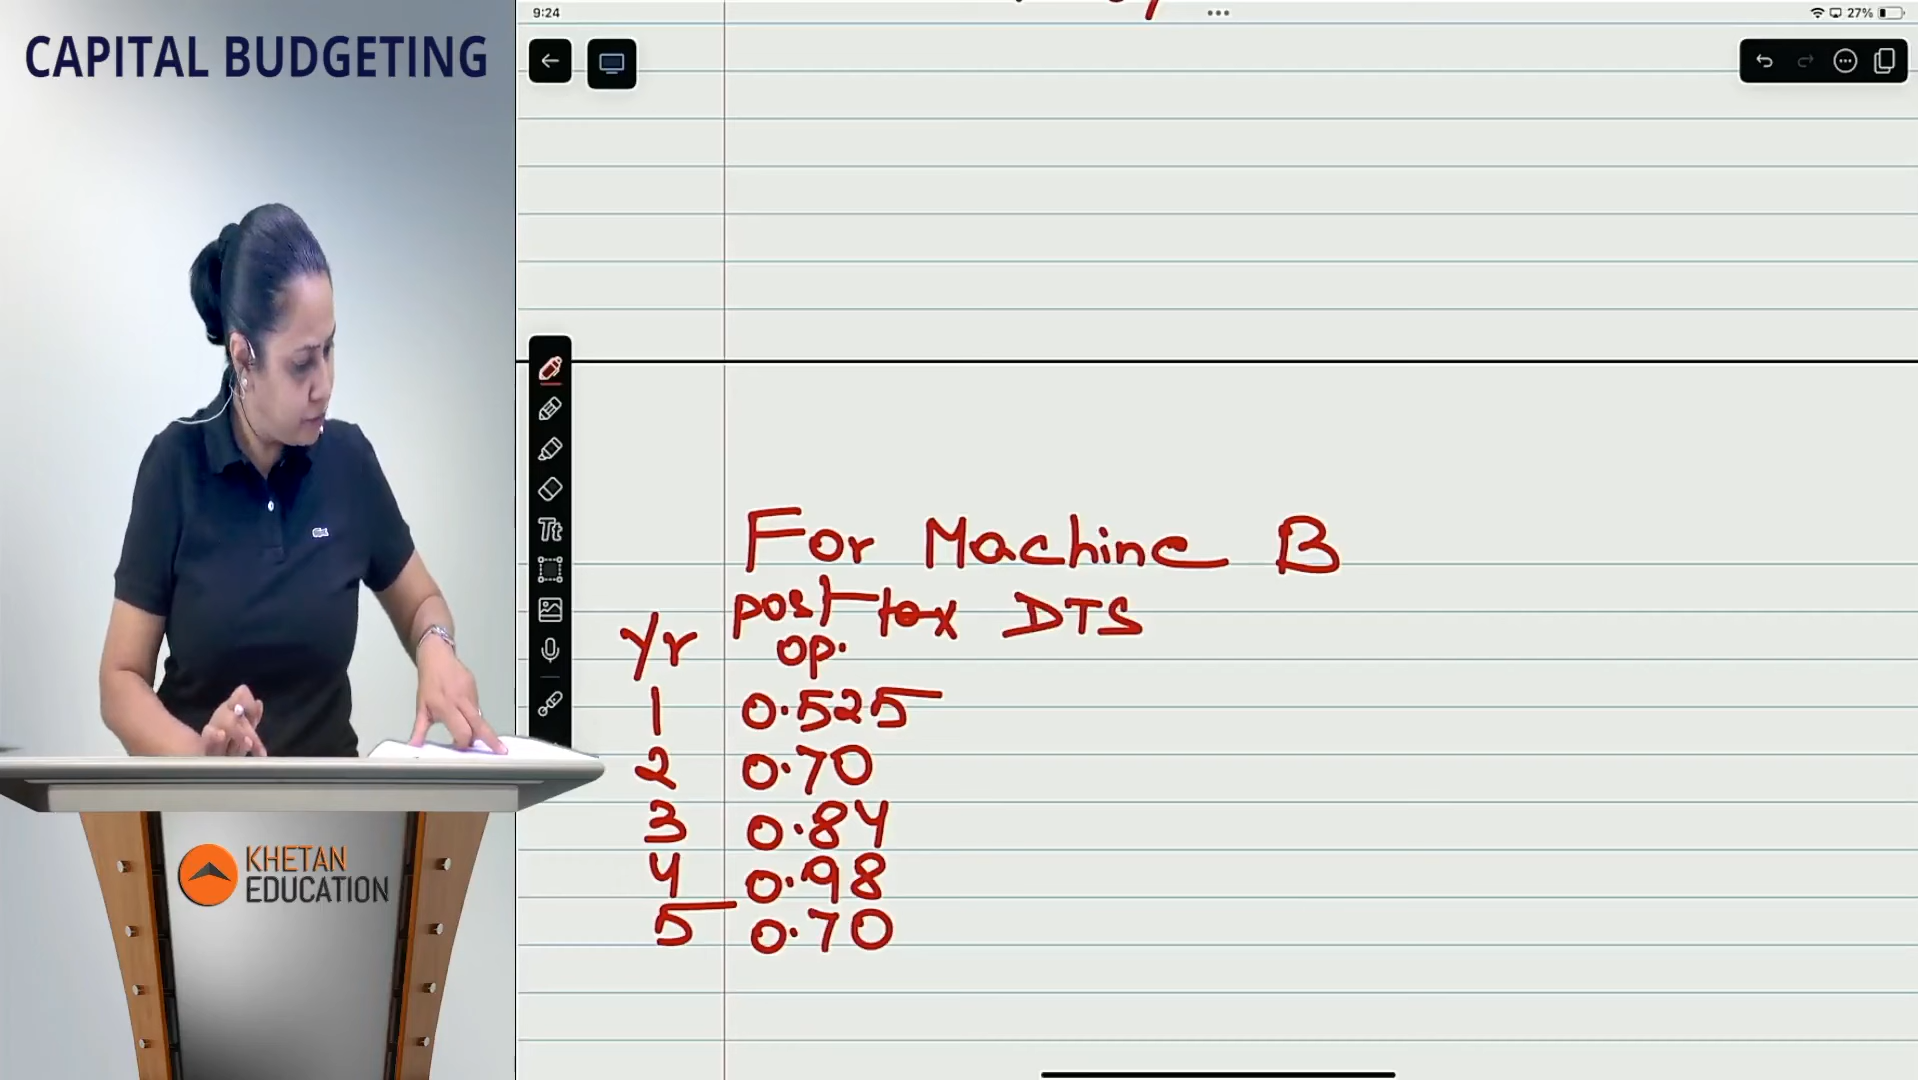 CAPITAL BUDGETING
9:24
27%
Tt
For Machine B
Yr post-tax op. DTS
1 0.525
2 0.70
3 0.84
4 0.98
5 0.70
KHETAN
EDUCATION